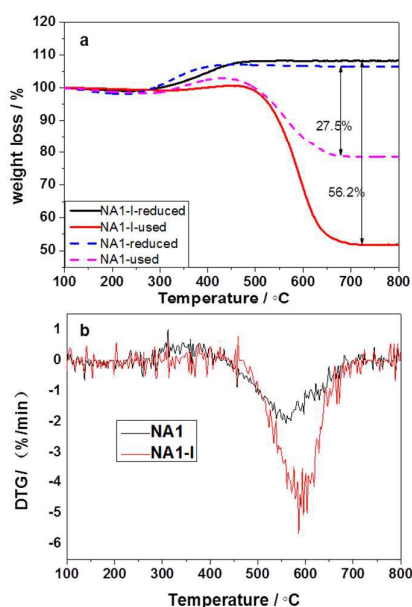 a
120
110
100
90
80
70
60
50
weight loss / %
27.5%
56.2%
NA1-I-reduced
NA1-I-used
NA1-reduced
NA1-used
100 200 300 400 500 600 700 800
Temperature / °C
b
1
0
-1
-2
-3
-4
-5
-6
DTG/ (%/min)
NA1
NA1-I
100 200 300 400 500 600 700 800
Temperature / °C